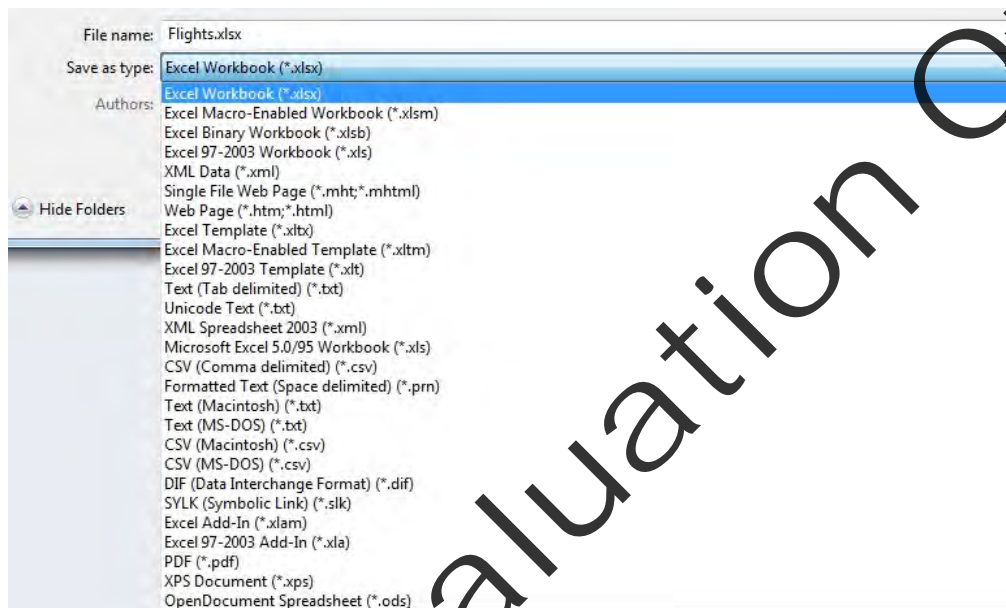 File name: Flights.xlsx
Save as type: Excel Workbook (*.xlsx)
Authors:
Excel Workbook (*.xlsx)
Excel Macro-Enabled Workbook (*.xlsm)
Excel Binary Workbook (*.xlsb)
Excel 97-2003 Workbook (*.xls)
XML Data (*.xml)
Single File Web Page (*.mht;*.mhtml)
Hide Folders
Web Page (*.htm;*.html)
Excel Template (*.xltx)
Excel Macro-Enabled Template (*.xltm)
Excel 97-2003 Template (*.xlt)
Text (Tab delimited) (*.txt)
Unicode Text (*.txt)
XML Spreadsheet 2003 (*.xml)
Microsoft Excel 5.0/95 Workbook (*.xls)
CSV (Comma delimited) (*.csv)
Formatted Text (Space delimited) (*.prn)
Text (Macintosh) (*.txt)
Text (MS-DOS) (*.txt)
CSV (Macintosh) (*.csv)
CSV (MS-DOS) (*.csv)
DIF (Data Interchange Format) (*.dif)
SYLK (Symbolic Link) (*.slk)
Excel Add-In (*.xlam)
Excel 97-2003 Add-In (*.xla)
PDF (*.pdf)
XPS Document (*.xps)
OpenDocument Spreadsheet (*.ods)
aluation